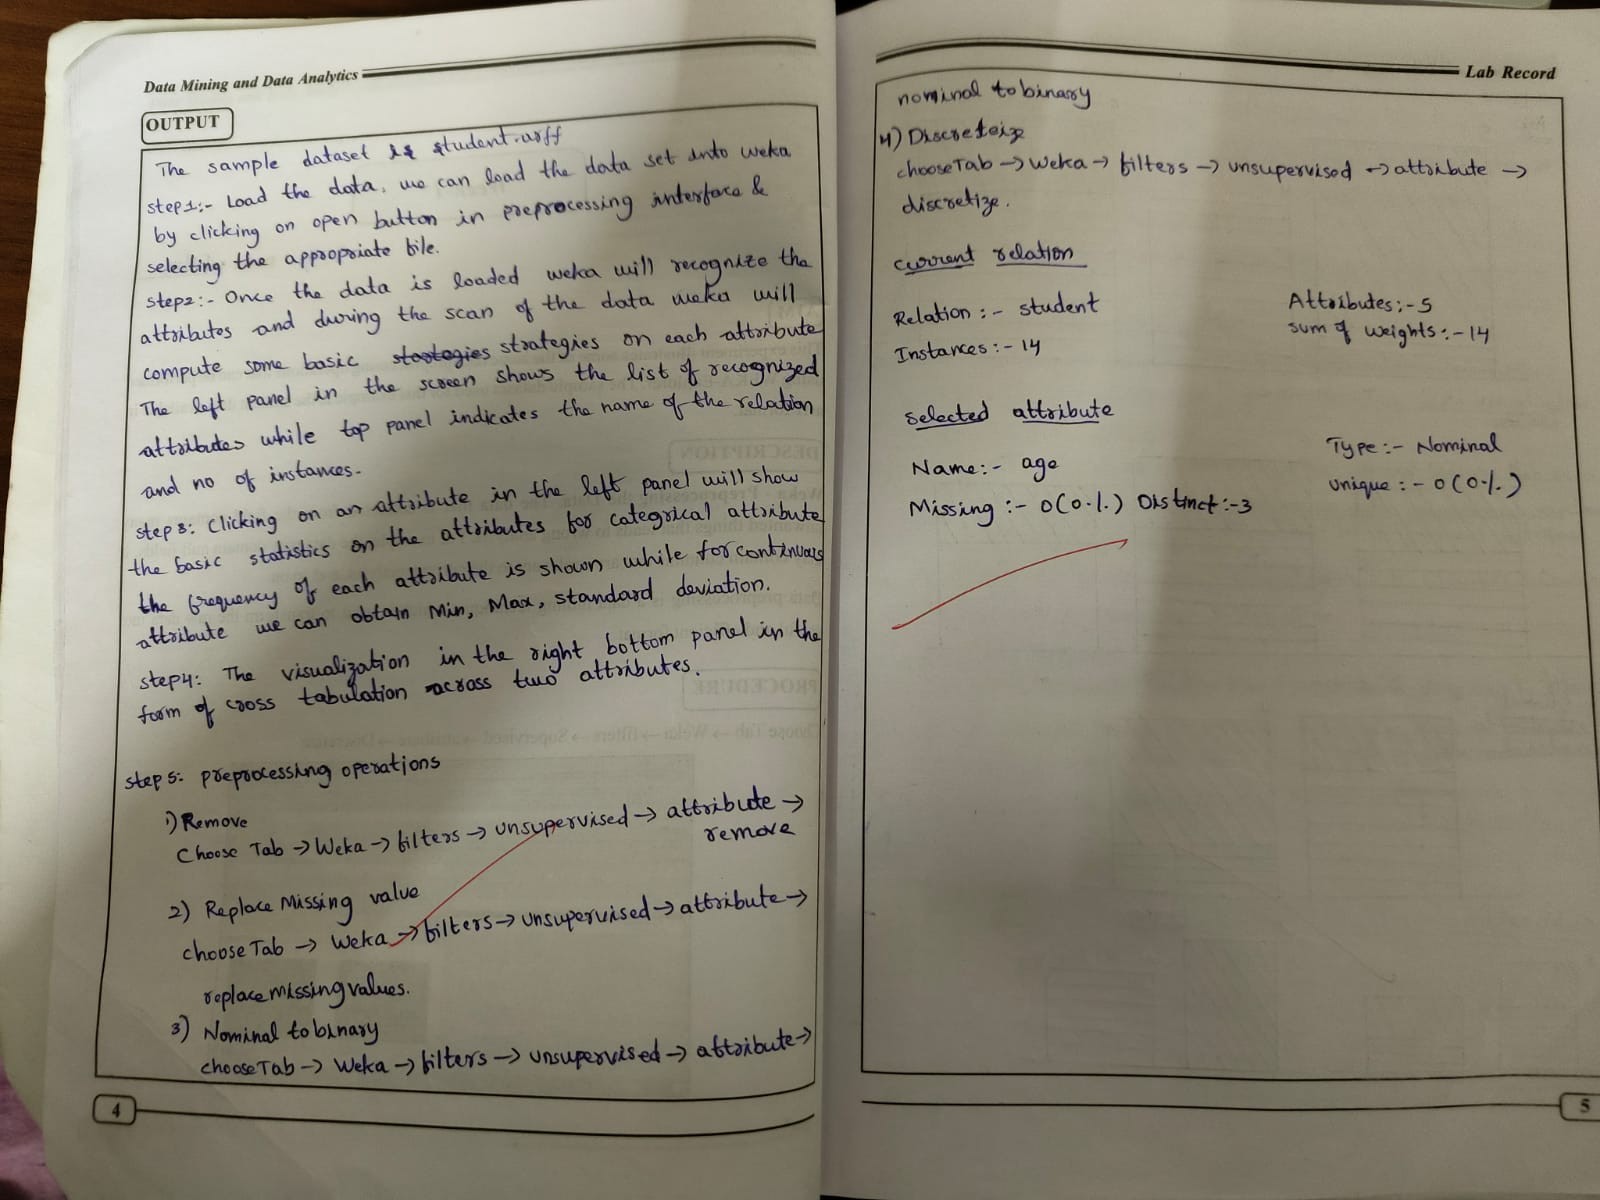 Data Mining and Data Analytics
OUTPUT
The sample dataset is student.arff
step1:- Load the data. we can load the data set into weka
by clicking on open button in preprocessing interface &
selecting the appropriate file.
step2:- Once the data is loaded weka will recognize the
attributes and during the scan of the data weka will
compute some basic strategies on each attribute
The left panel in the screen shows the list of recognized
attributes while top panel indicates the name of the relation
and no of instances.
step 3: Clicking on an attribute in the left panel will show
the basic statistics on the attributes for categrical attribute
the frequency of each attribute is shown while for continuous
attribute we can obtain Min, Max, standard deviation.
step4: The visualization in the right bottom panel in the
form of cross tabulation across two attributes.
step 5: preprocessing operations
1) Remove
Choose Tab → Weka → filters → unsupervised → attribute →
remove
2) Replace Missing value
choose Tab → Weka → filters → unsupervised → attribute →
replace missing values.
3) Nominal to binary
choose Tab → Weka → filters → unsupervised → attribute →
4
Lab Record
nominal to binary
4) Discreteize
choose Tab → Weka → filters → unsupervised → attribute →
discretize.
current relation
Relation :- student Attributes:- 5
Instances:- 14 sum of weights:- 14
selected attribute
Name:- age Type:- Nominal
Missing:- 0(0%) Distinct:- 3 unique:- 0(0%)
5